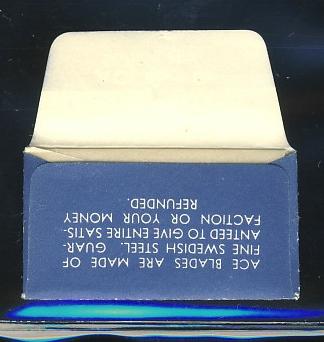 ACE BLADES ARE MADE OF
FINE SWEDISH STEEL. GUAR-
ANTEED TO GIVE ENTIRE SATIS-
FACTION OR YOUR MONEY
REFUNDED.